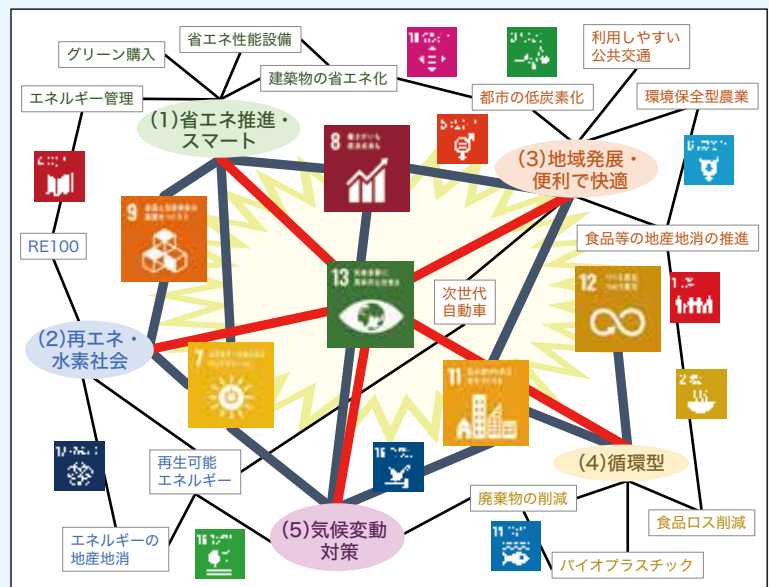 グリーン購入
省エネ性能設備
利用しやすい
公共交通
建築物の省エネ化
エネルギー管理
都市の低炭素化
環境保全型農業
(1)省エネ推進・
スマート
8
(3)地域発展・
便利で快適
9
RE100
食品等の地産地消の推進
13
12
次世代
自動車
(2)再エネ・
水素社会
7
11
再生可能
エネルギー
(4)循環型
廃棄物の削減
食品ロス削減
(5)気候変動
対策
エネルギーの
地産地消
バイオプラスチック